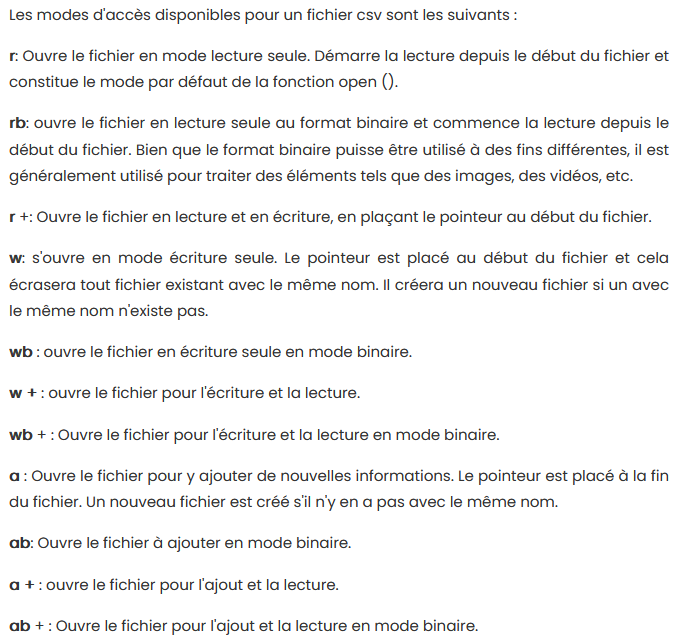 Les modes d'accès disponibles pour un fichier csv sont les suivants :
r: Ouvre le fichier en mode lecture seule. Démarre la lecture depuis le début du fichier et
constitue le mode par défaut de la fonction open ().
rb: ouvre le fichier en lecture seule au format binaire et commence la lecture depuis le
début du fichier. Bien que le format binaire puisse être utilisé à des fins différentes, il est
généralement utilisé pour traiter des éléments tels que des images, des vidéos, etc.
r +: Ouvre le fichier en lecture et en écriture, en plaçant le pointeur au début du fichier.
w: s'ouvre en mode écriture seule. Le pointeur est placé au début du fichier et cela
écrasera tout fichier existant avec le même nom. Il créera un nouveau fichier si un avec
le même nom n'existe pas.
wb : ouvre le fichier en écriture seule en mode binaire.
w + : ouvre le fichier pour l'écriture et la lecture.
wb + : Ouvre le fichier pour l'écriture et la lecture en mode binaire.
a : Ouvre le fichier pour y ajouter de nouvelles informations. Le pointeur est placé à la fin
du fichier. Un nouveau fichier est créé s'il n'y en a pas avec le même nom.
ab: Ouvre le fichier à ajouter en mode binaire.
a + : ouvre le fichier pour l'ajout et la lecture.
ab + : Ouvre le fichier pour l'ajout et la lecture en mode binaire.